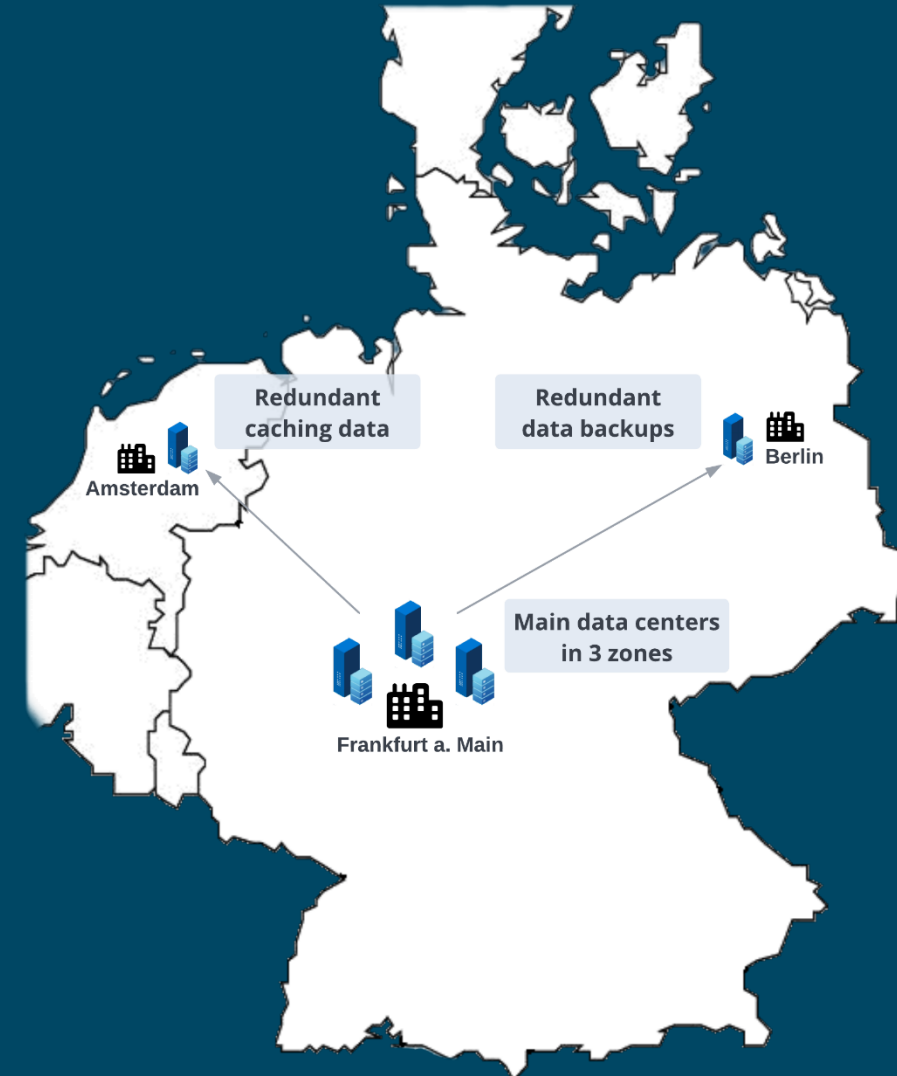 Redundant
caching data
Redundant
data backups
Amsterdam
Berlin
Main data centers
in 3 zones
Frankfurt a. Main